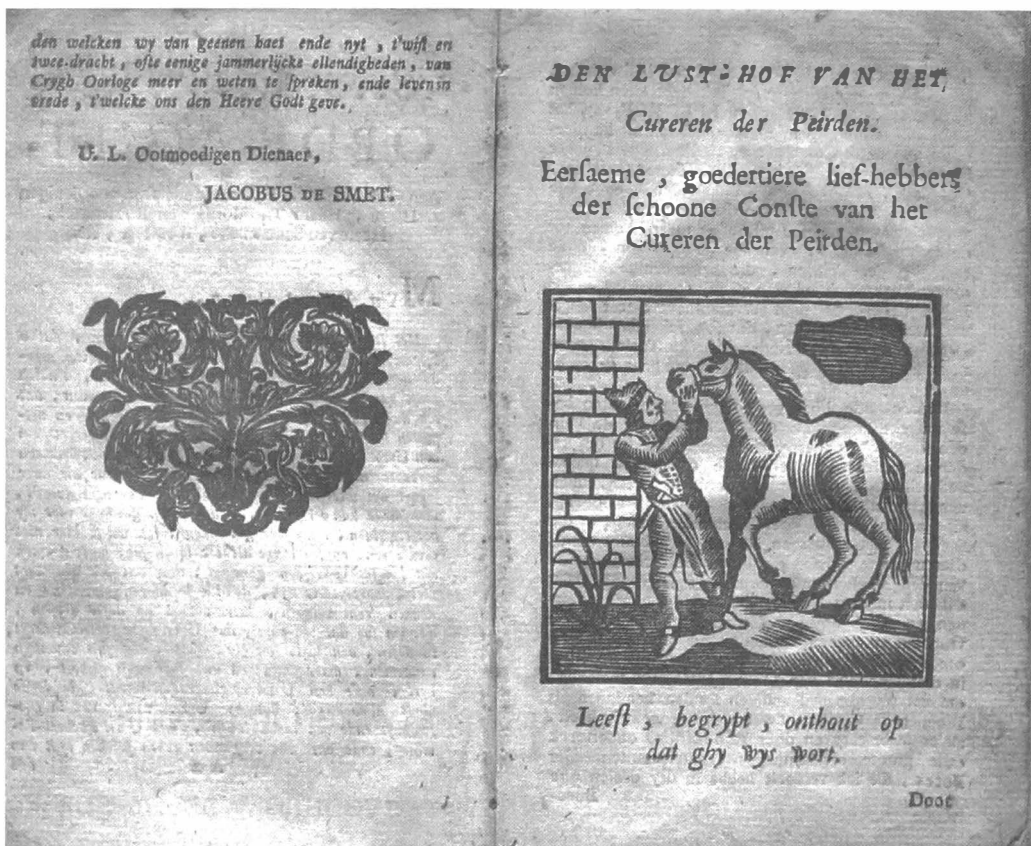 den welcken wy van geenen haet ende nyt , t'wiſt en
twee-dracht , oſte eenige jammerlijcke ellendigheden , van
Crygh Oorloge meer en weten te ſpreken , ende leven in
vrede , t'welcke ons den Heere Godt geve.
U. L. Ootmoedigen Dienaer,
JACOBUS DE SMET.
DEN LUST-HOF VAN HET
Cureren der Peirden.
Eerſaeme , goedertiere lief-hebbers
der ſchoone Conſte van het
Cureren der Peirden.
Leeſt , begrypt , onthout op
dat ghy wys wort.
Door